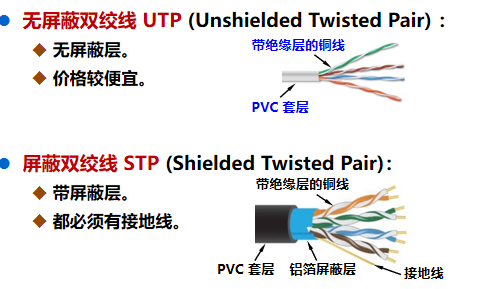 无屏蔽双绞线 UTP (Unshielded Twisted Pair) ：
无屏蔽层。
价格较便宜。
带绝缘层的铜线
PVC 套层
屏蔽双绞线 STP (Shielded Twisted Pair)：
带屏蔽层。
都必须有接地线。
带绝缘层的铜线
PVC 套层
铝箔屏蔽层
接地线